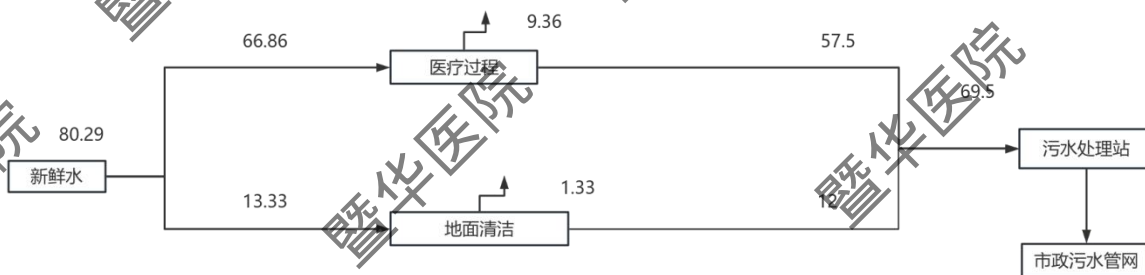 9.36
66.86
57.5
医疗过程
69.5
80.29
污水处理站
新鲜水
1.33
13.33
12
地面清洁
市政污水管网
暨华医院
暨华医院
暨
院